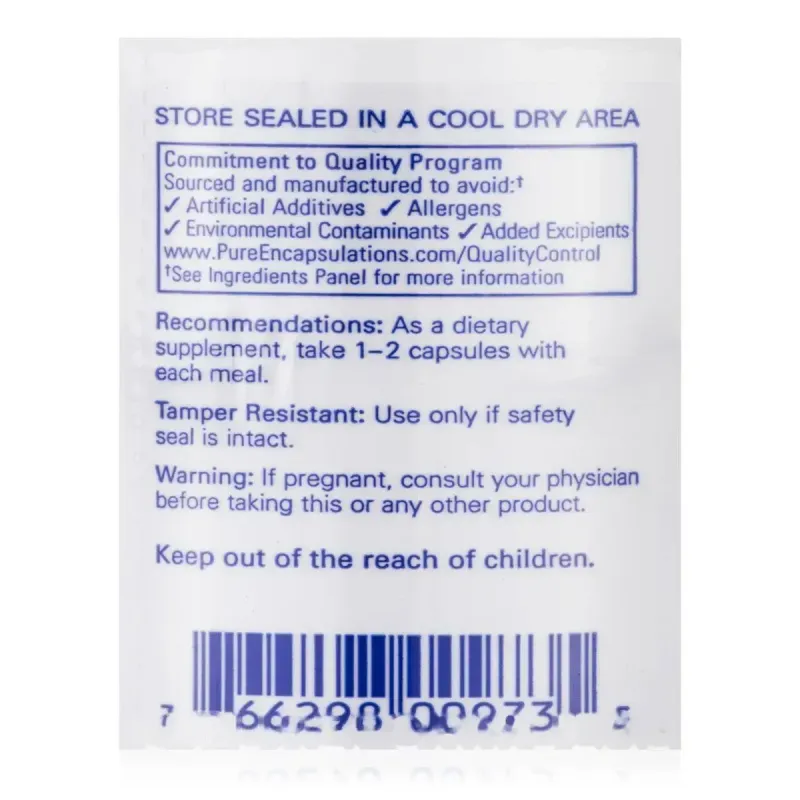 STORE SEALED IN A COOL DRY AREA
Commitment to Quality Program
Sourced and manufactured to avoid:†
✓ Artificial Additives ✓ Allergens
✓ Environmental Contaminants ✓ Added Excipients
www.PureEncapsulations.com/QualityControl
†See Ingredients Panel for more information
Recommendations: As a dietary
supplement, take 1–2 capsules with
each meal.
Tamper Resistant: Use only if safety
seal is intact.
Warning: If pregnant, consult your physician
before taking this or any other product.
Keep out of the reach of children.
7 66298 00973